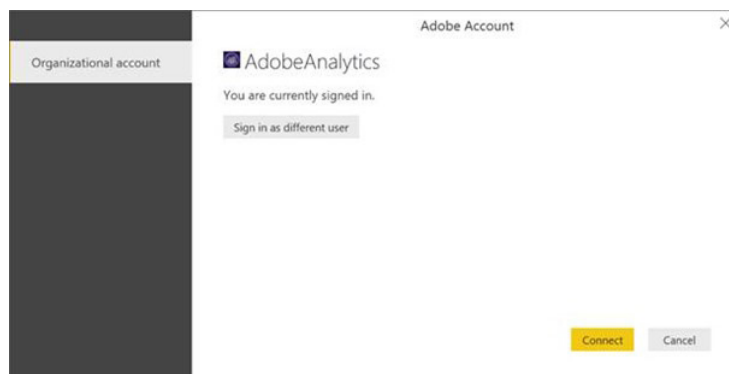 Adobe Account
Organizational account
AdobeAnalytics
You are currently signed in.
Sign in as different user
Connect
Cancel